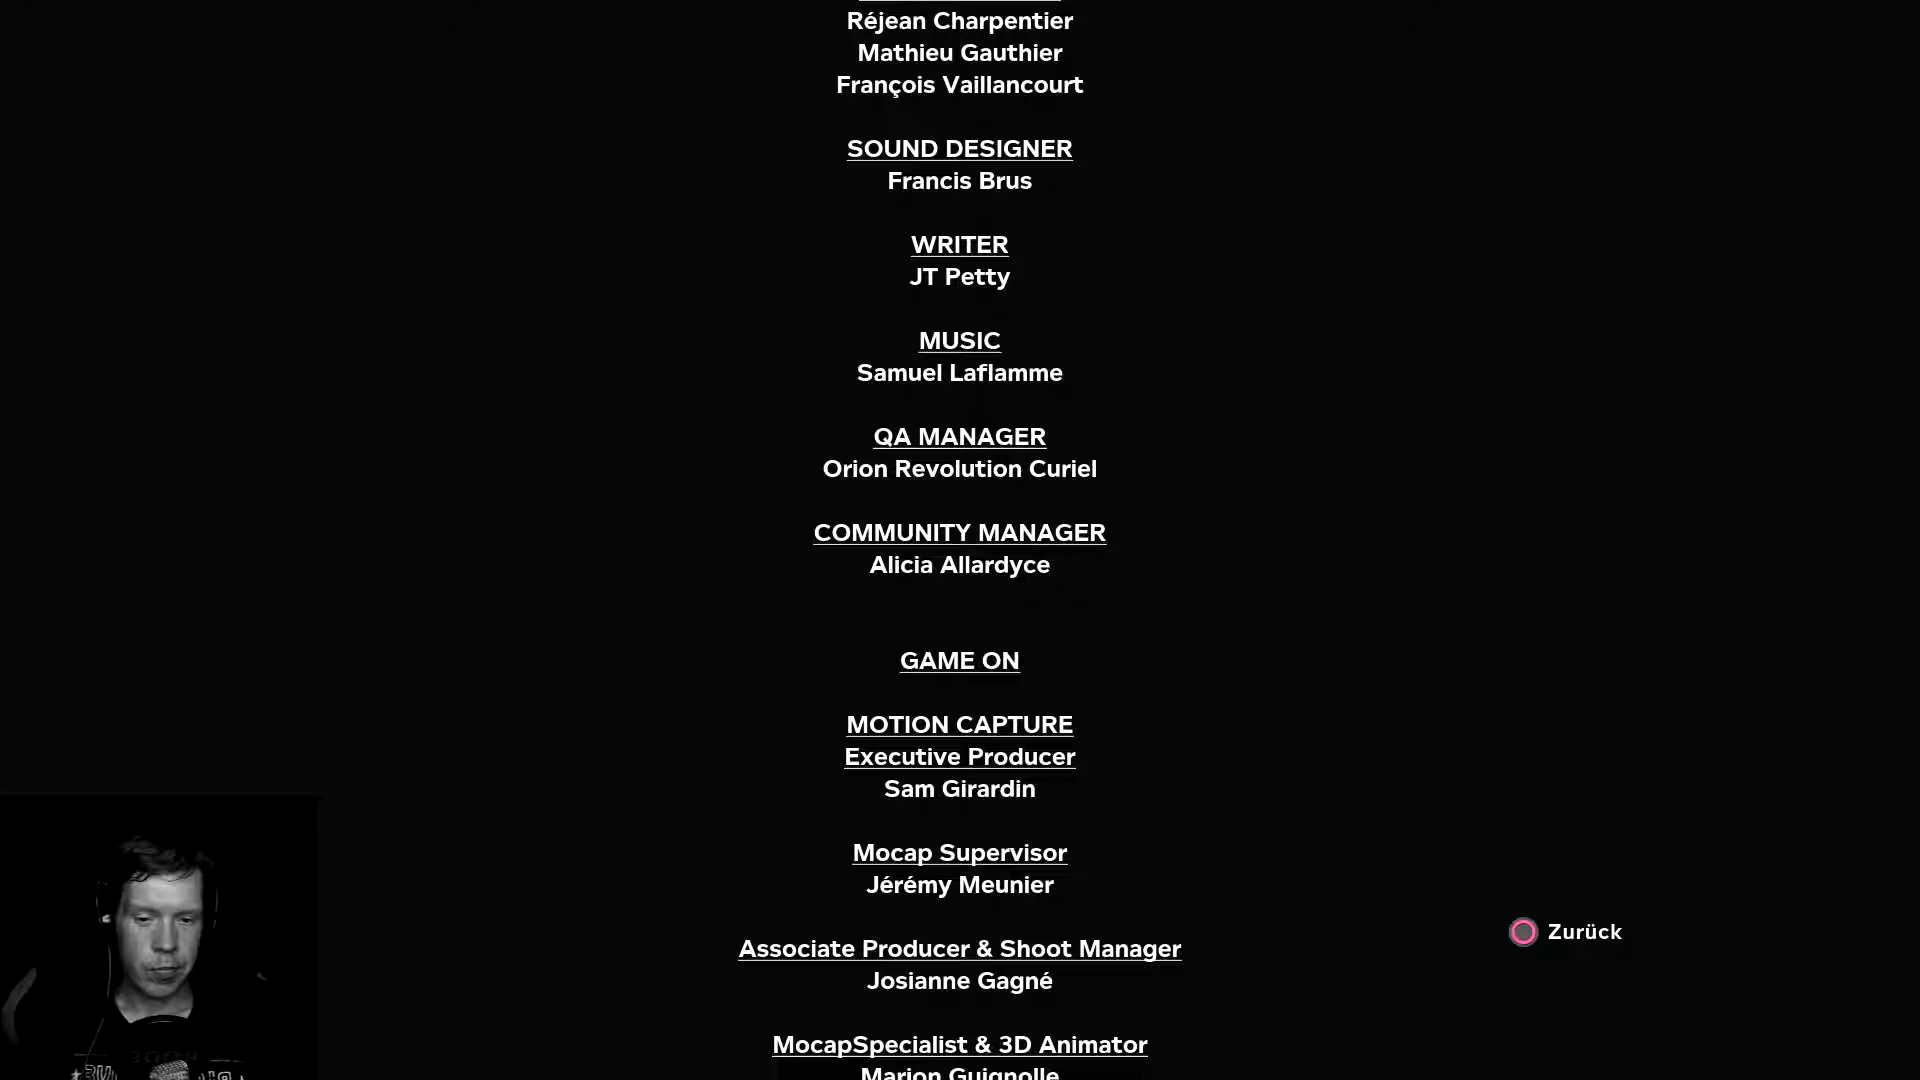 Réjean Charpentier
Mathieu Gauthier
François Vaillancourt
SOUND DESIGNER
Francis Brus
WRITER
JT Petty
MUSIC
Samuel Laflamme
QA MANAGER
Orion Revolution Curiel
COMMUNITY MANAGER
Alicia Allardyce
GAME ON
MOTION CAPTURE
Executive Producer
Sam Girardin
Mocap Supervisor
Jérémy Meunier
Associate Producer & Shoot Manager
Josianne Gagné
MocapSpecialist & 3D Animator
Marion Guignolle
Zurück